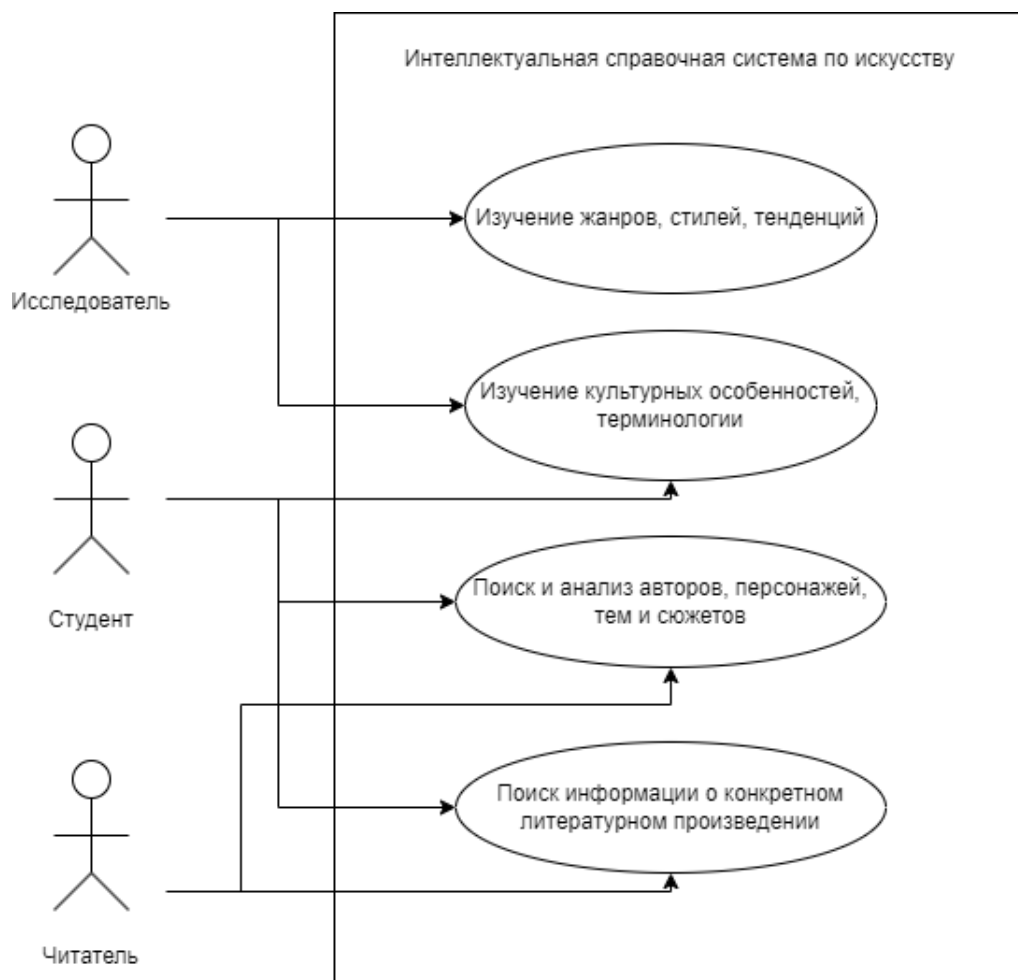 Интеллектуальная справочная система по искусству
Изучение жанров, стилей, тенденций
Исследователь
Изучение культурных особенностей,
терминологии
Студент
Поиск и анализ авторов, персонажей,
тем и сюжетов
Поиск информации о конкретном
литературном произведении
Читатель